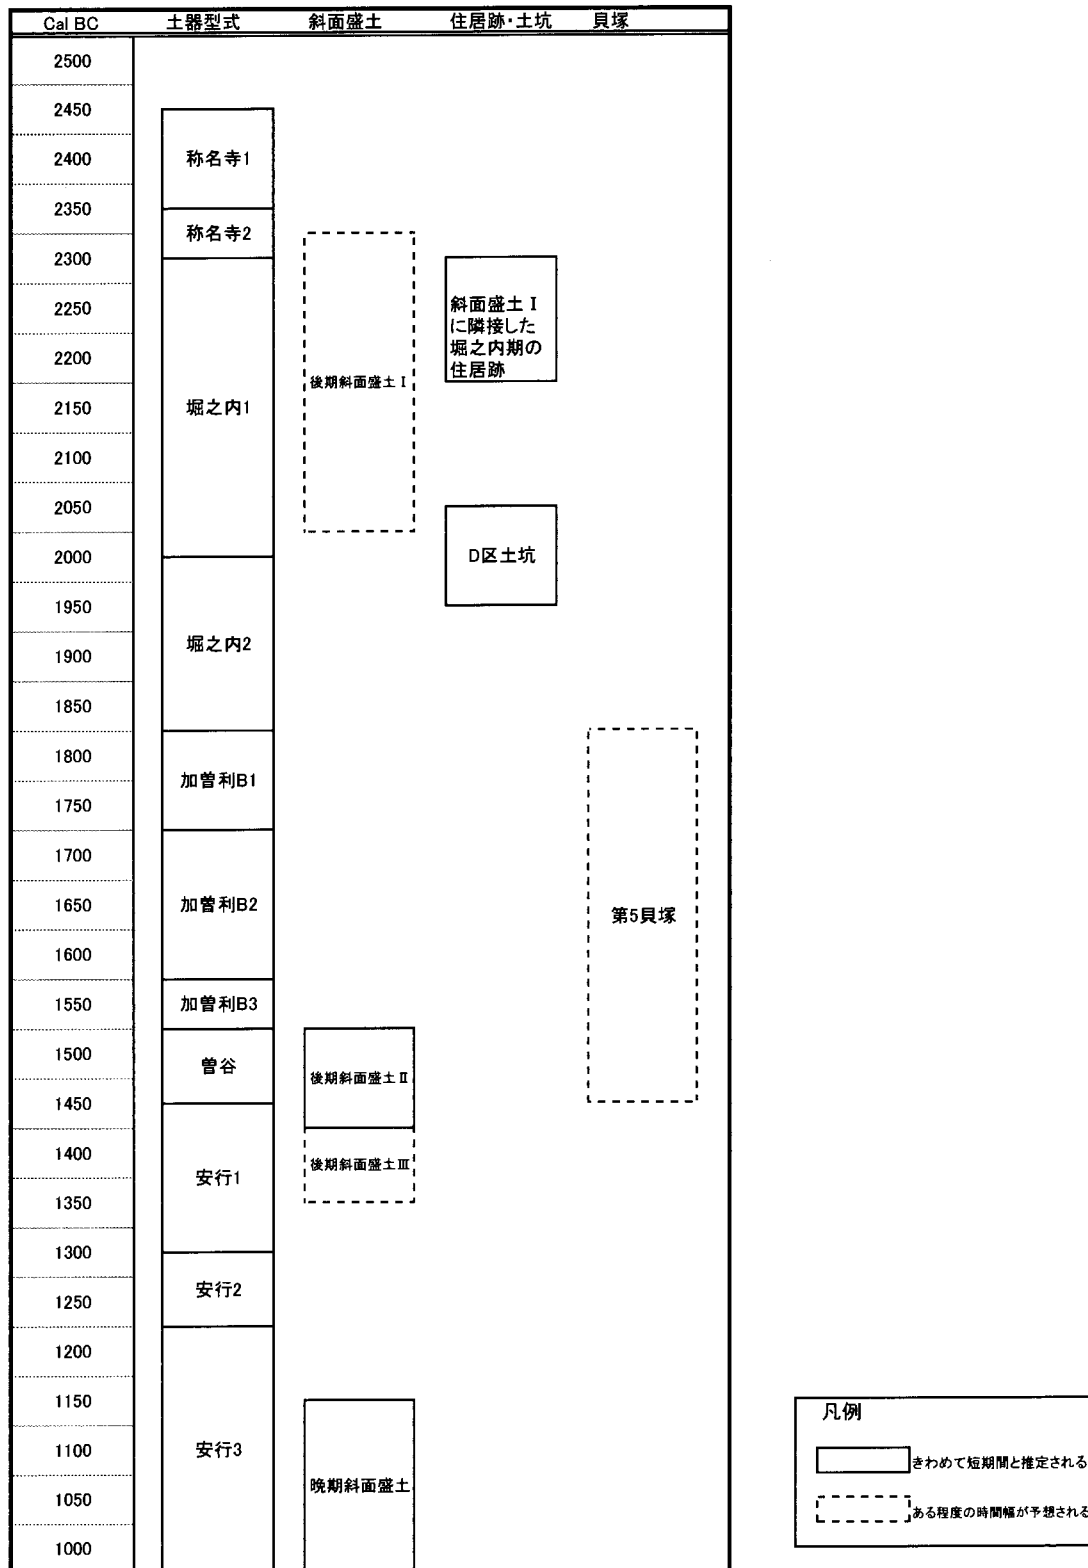 Cal BC 土器型式 斜面盛土 住居跡・土坑 貝塚
2500
2450
2400 称名寺1
2350
称名寺2
2300
2250 斜面盛土Ⅰ
に隣接した
2200 堀之内期の
後期斜面盛土Ⅰ 住居跡
2150 堀之内1
2100
2050
2000 D区土坑
1950
堀之内2
1900
1850
1800
加曽利B1
1750
1700
1650 加曽利B2 第5貝塚
1600
1550 加曽利B3
1500 曽谷
後期斜面盛土Ⅱ
1450
1400 後期斜面盛土Ⅲ
安行1
1350
1300
安行2
1250
1200
1150
1100 安行3
晩期斜面盛土
1050
1000
凡例
きわめて短期間と推定される
ある程度の時間幅が予想される